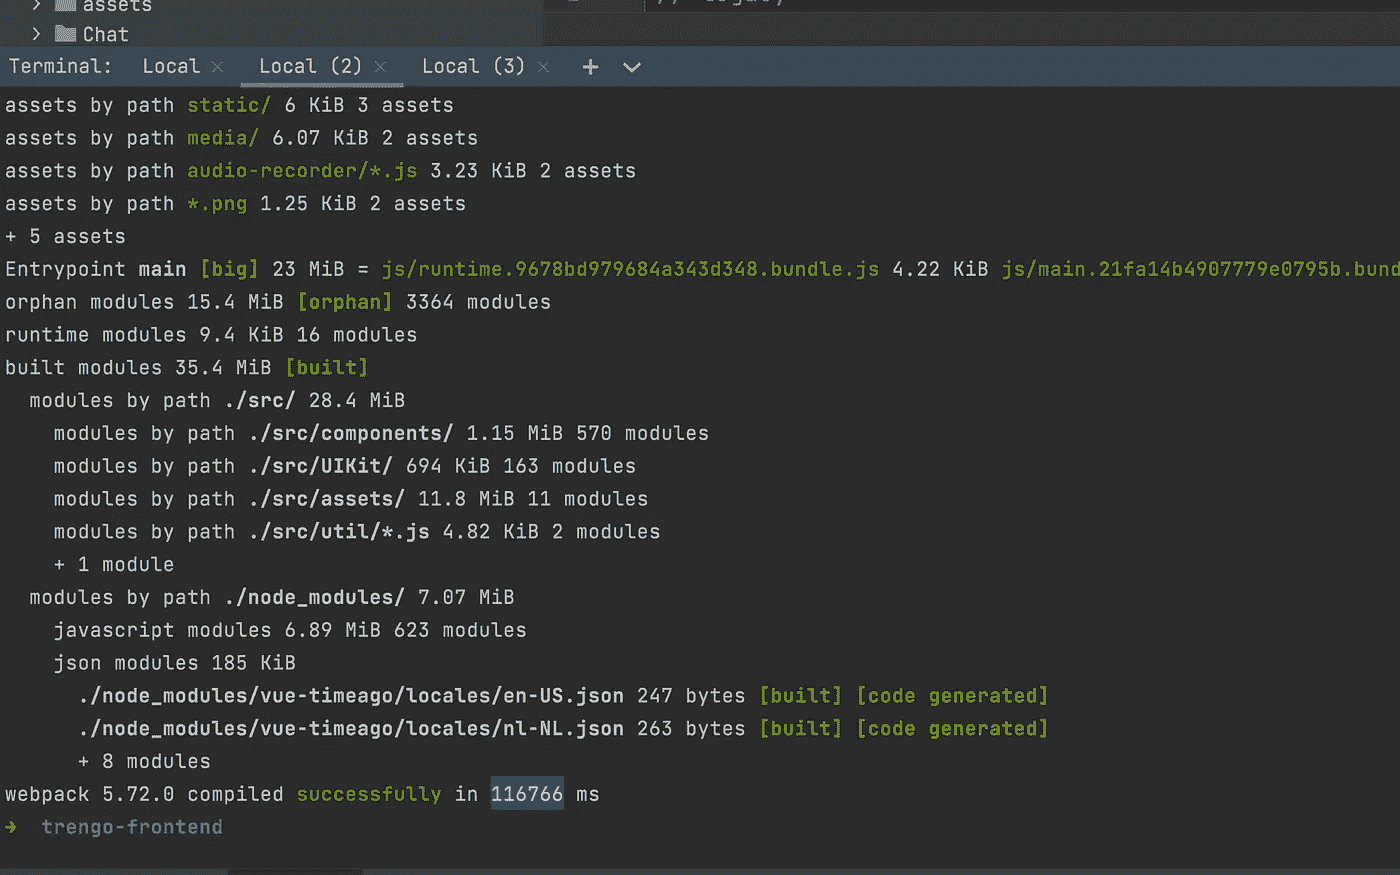 assets
Chat
// legacy
Terminal: Local × Local (2) × Local (3) × +
assets by path static/ 6 KiB 3 assets
assets by path media/ 6.07 KiB 2 assets
assets by path audio-recorder/*.js 3.23 KiB 2 assets
assets by path *.png 1.25 KiB 2 assets
+ 5 assets
Entrypoint main [big] 23 MiB = js/runtime.9678bd979684a343d348.bundle.js 4.22 KiB js/main.21fa14b4907779e0795b.bund
orphan modules 15.4 MiB [orphan] 3364 modules
runtime modules 9.4 KiB 16 modules
built modules 35.4 MiB [built]
modules by path ./src/ 28.4 MiB
modules by path ./src/components/ 1.15 MiB 570 modules
modules by path ./src/UIKit/ 694 KiB 163 modules
modules by path ./src/assets/ 11.8 MiB 11 modules
modules by path ./src/util/*.js 4.82 KiB 2 modules
+ 1 module
modules by path ./node_modules/ 7.07 MiB
javascript modules 6.89 MiB 623 modules
json modules 185 KiB
./node_modules/vue-timeago/locales/en-US.json 247 bytes [built] [code generated]
./node_modules/vue-timeago/locales/nl-NL.json 263 bytes [built] [code generated]
+ 8 modules
webpack 5.72.0 compiled successfully in 116766 ms
→ trengo-frontend